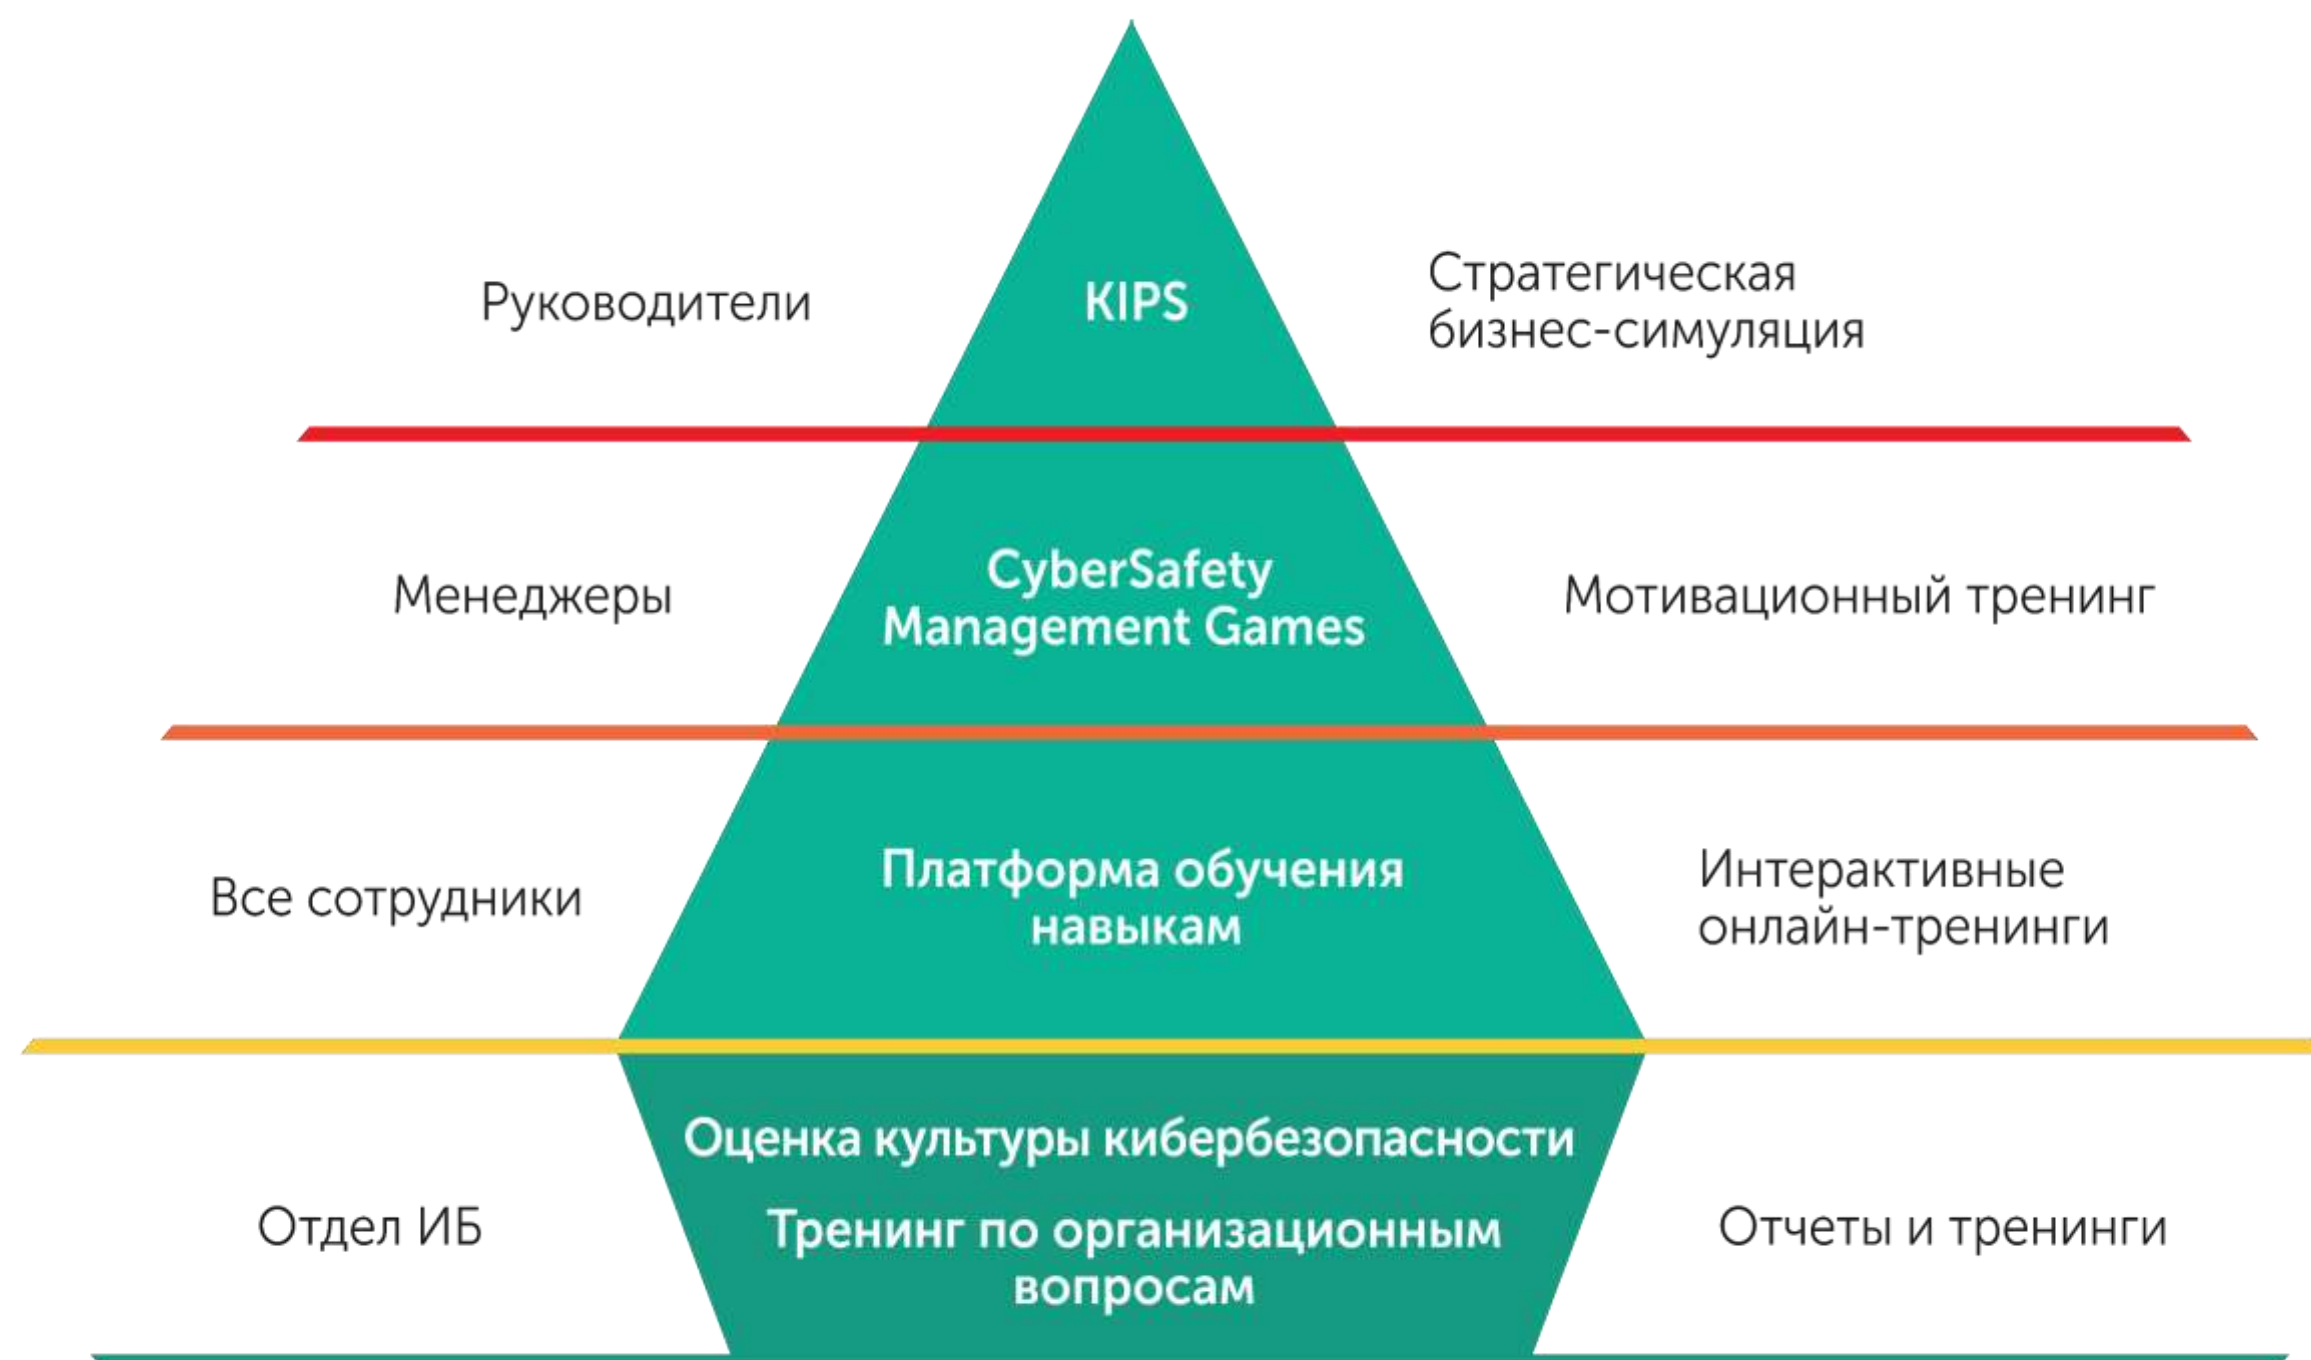 Руководители
KIPS
Стратегическая
бизнес-симуляция
Менеджеры
CyberSafety
Management Games
Мотивационный тренинг
Все сотрудники
Платформа обучения
навыкам
Интерактивные
онлайн-тренинги
Отдел ИБ
Оценка культуры кибербезопасности
Тренинг по организационным
вопросам
Отчеты и тренинги